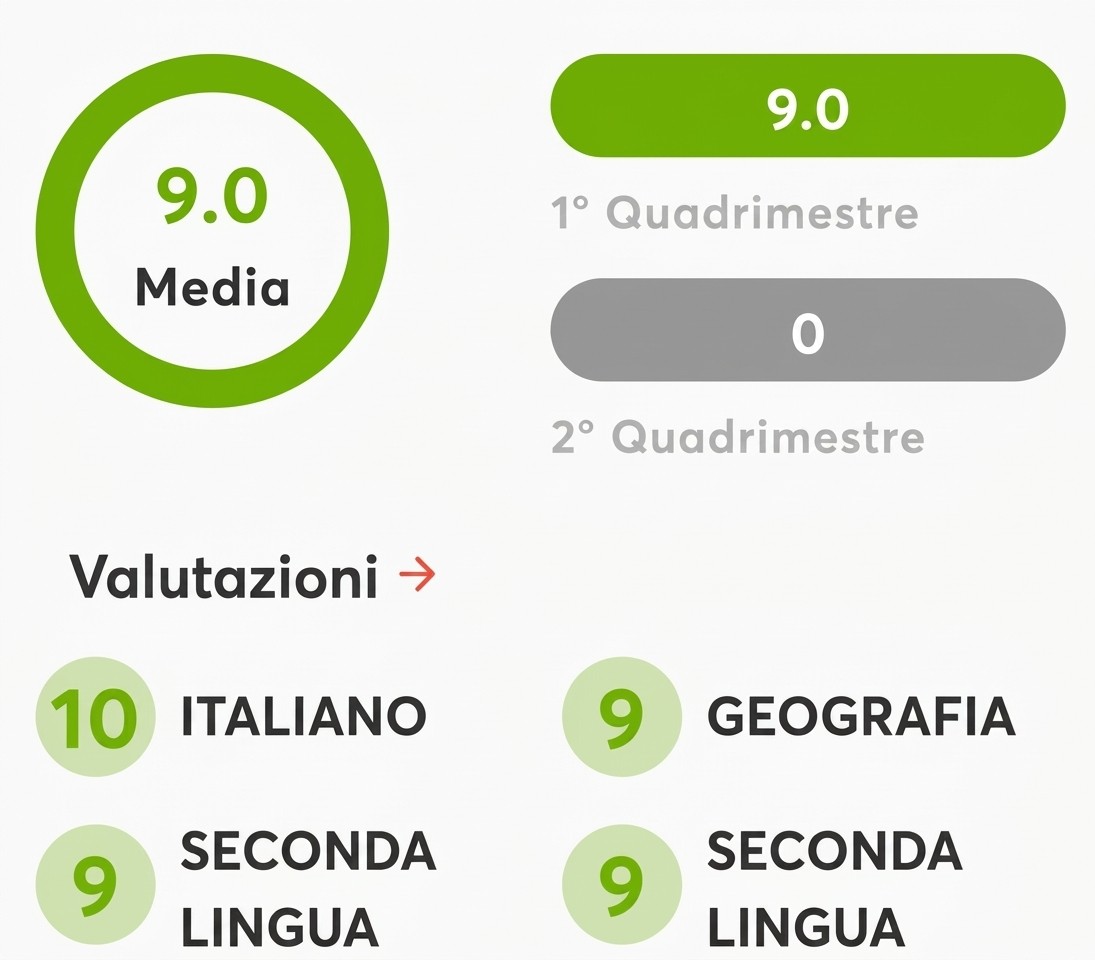 9.0
Media
9.0
1° Quadrimestre
0
2° Quadrimestre
Valutazioni →
10 ITALIANO
9 GEOGRAFIA
9 SECONDA
LINGUA
9 SECONDA
LINGUA